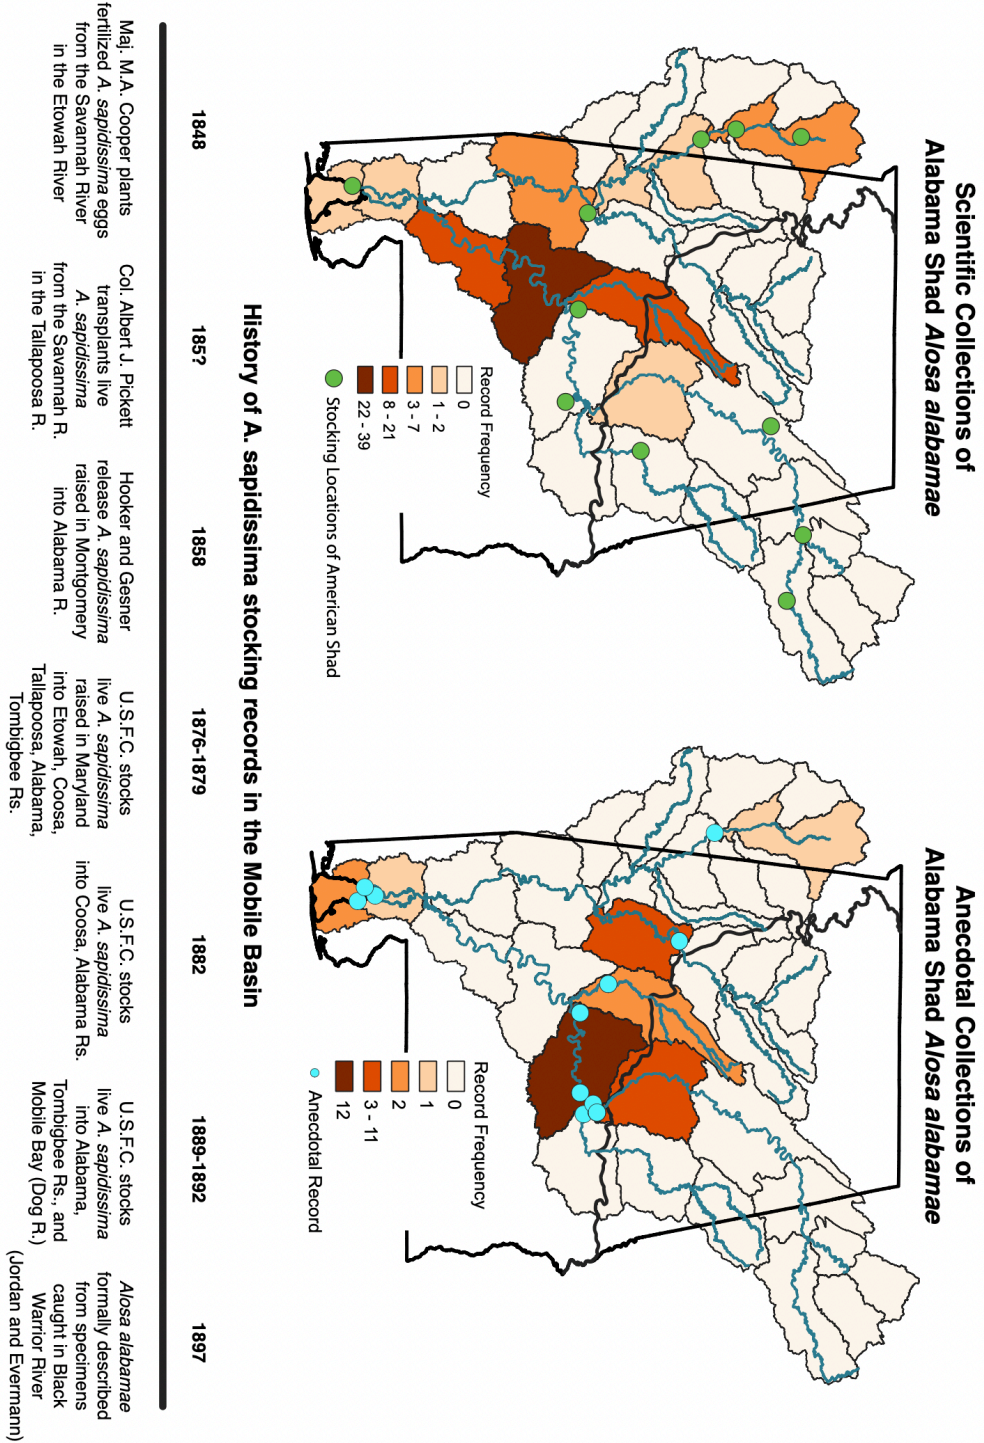 Scientific Collections of
Alabama Shad Alosa alabamae
Record Frequency
0
1 - 2
3 - 7
8 - 21
22 - 39
Stocking Locations of American Shad
Anecdotal Collections of
Alabama Shad Alosa alabamae
Record Frequency
0
1
2
3 - 11
12
Anecdotal Record
History of A. sapidissima stocking records in the Mobile Basin
1848
Maj. M.A. Cooper plants
fertilized A. sapidissima eggs
from the Savannah River
in the Etowah River
185?
Col. Albert J. Pickett
transplants live
A. sapidissima
from the Savannah R.
in the Tallapoosa R.
1858
Hooker and Gesner
release A. sapidissima
raised in Montgomery
into Alabama R.
1876-1879
U.S.F.C. stocks
live A. sapidissima
raised in Maryland
into Etowah, Coosa,
Tallapoosa, Alabama,
Tombigbee Rs.
1882
U.S.F.C. stocks
live A. sapidissima
into Coosa, Alabama Rs.
1889-1892
U.S.F.C. stocks
live A. sapidissima
into Alabama,
Tombigbee Rs., and
Mobile Bay (Dog R.)
1897
Alosa alabamae
formally described
from specimens
caught in Black
Warrior River
(Jordan and Evermann)